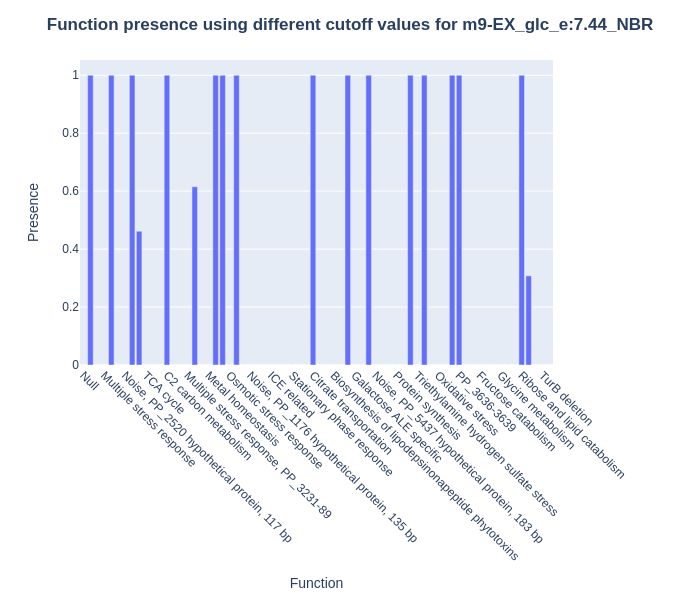 Function presence using different cutoff values for m9-EX_glc_e:7.44_NBR
Presence
1
0.8
0.6
0.4
0.2
0
Null
Multiple stress response
Noise, PP_2520 hypothetical protein, 117 bp
TCA cycle
C2 carbon metabolism
Multiple stress response, PP_3231-89
Metal homeostasis
Osmotic stress response
Noise, PP_1176 hypothetical protein, 135 bp
ICE related
Stationary phase response
Citrate transportation
Biosynthesis of lipodepsinonapeptide phytotoxins
Galactose ALE specific
Noise, PP_5437 hypothetical protein, 183 bp
Protein synthesis
Triethylamine hydrogen sulfate stress
Oxidative stress
PP_3636-3639
Fructose catabolism
Glycine metabolism
Ribose and lipid catabolism
TurB deletion
Function